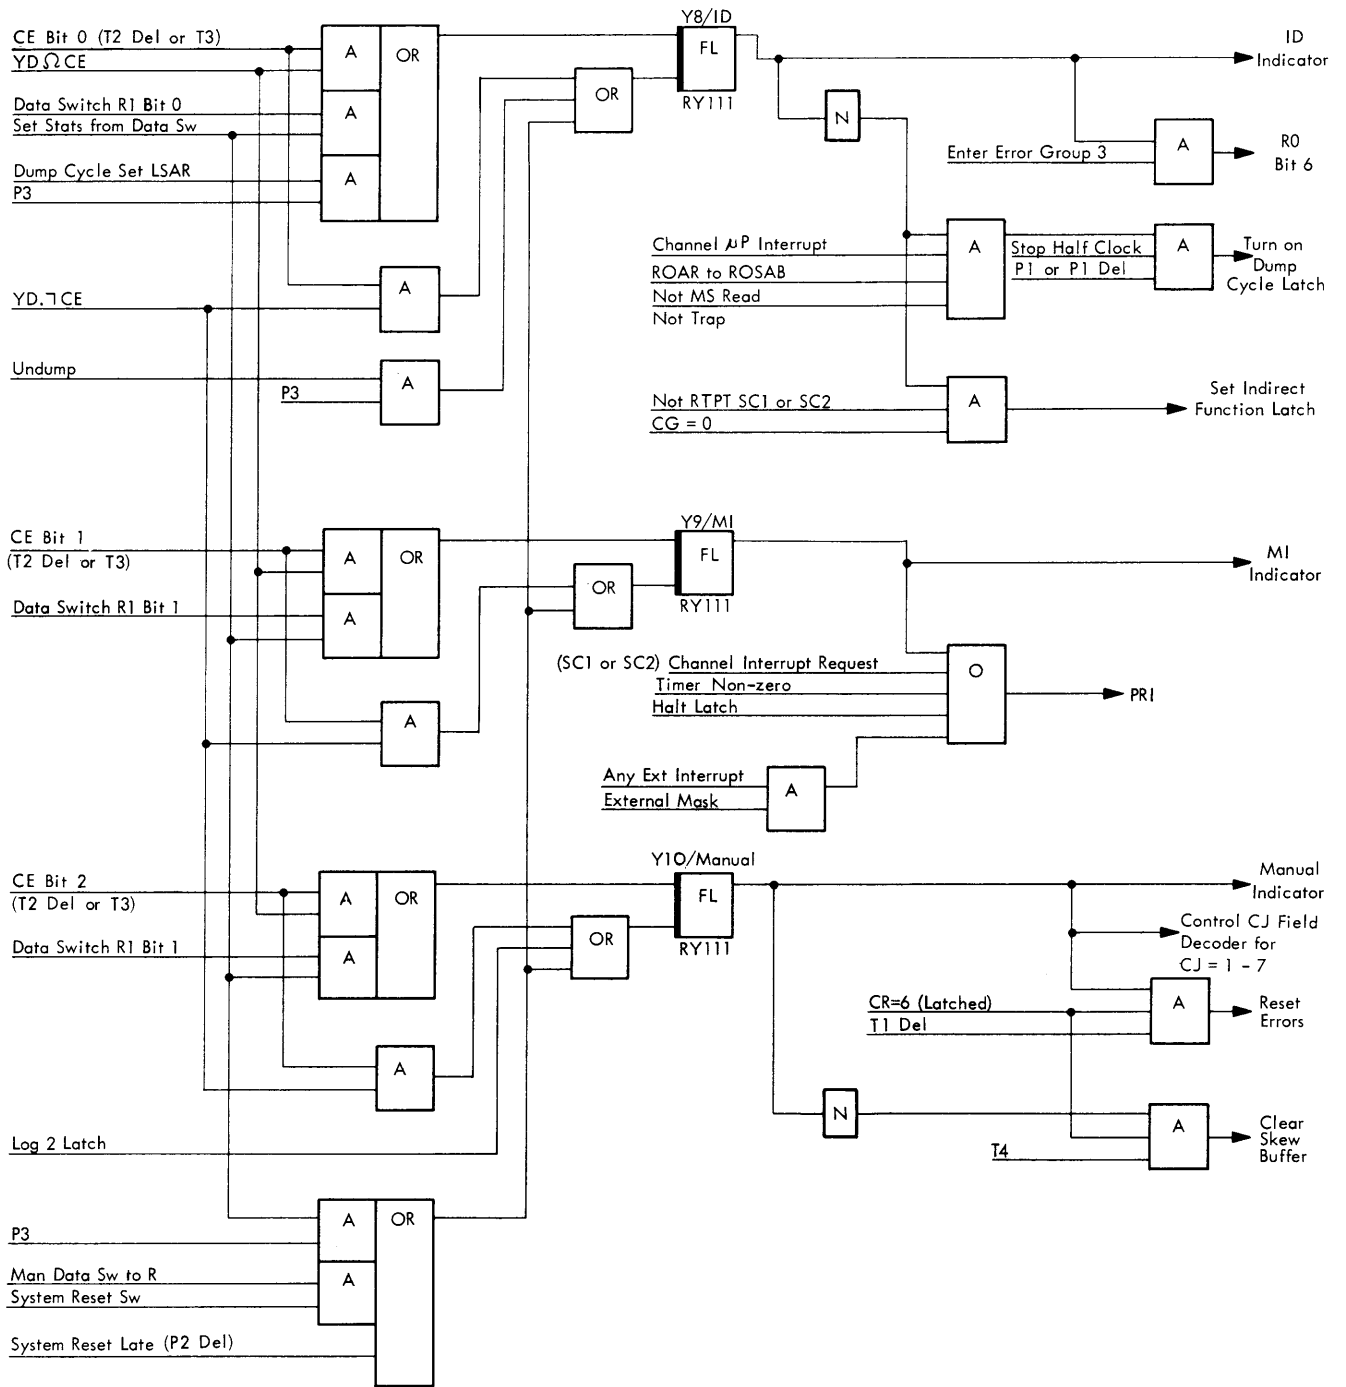 Y8/ID
CE Bit 0 (T2 Del or T3)
A
OR
FL
ID
Indicator
YDΩCE
OR
RY111
Data Switch R1 Bit 0
A
N
Set Stats from Data Sw
Enter Error Group 3
A
R0
Bit 6
Dump Cycle Set LSAR
A
P3
Channel μP Interrupt
A
Stop Half Clock
A
Turn on
Dump
Cycle Latch
ROAR to ROSAB
P1 or P1 Del
Not MS Read
Not Trap
YD.⅂CE
A
Undump
P3
A
Not RTPT SC1 or SC2
A
Set Indirect
Function Latch
CG = 0
Y9/MI
CE Bit 1
(T2 Del or T3)
A
OR
FL
MI
Indicator
OR
RY111
Data Switch R1 Bit 1
A
(SC1 or SC2) Channel Interrupt Request
O
Timer Non-zero
PRI
Halt Latch
A
Any Ext Interrupt
A
External Mask
Y10/Manual
CE Bit 2
(T2 Del or T3)
A
OR
FL
Manual
Indicator
OR
RY111
Control CJ Field
Decoder for
CJ = 1 - 7
Data Switch R1 Bit 1
A
CR=6 (Latched)
A
Reset
Errors
T1 Del
A
N
A
Clear
Skew
Buffer
Log 2 Latch
T4
P3
A
OR
Man Data Sw to R
A
System Reset Sw
System Reset Late (P2 Del)